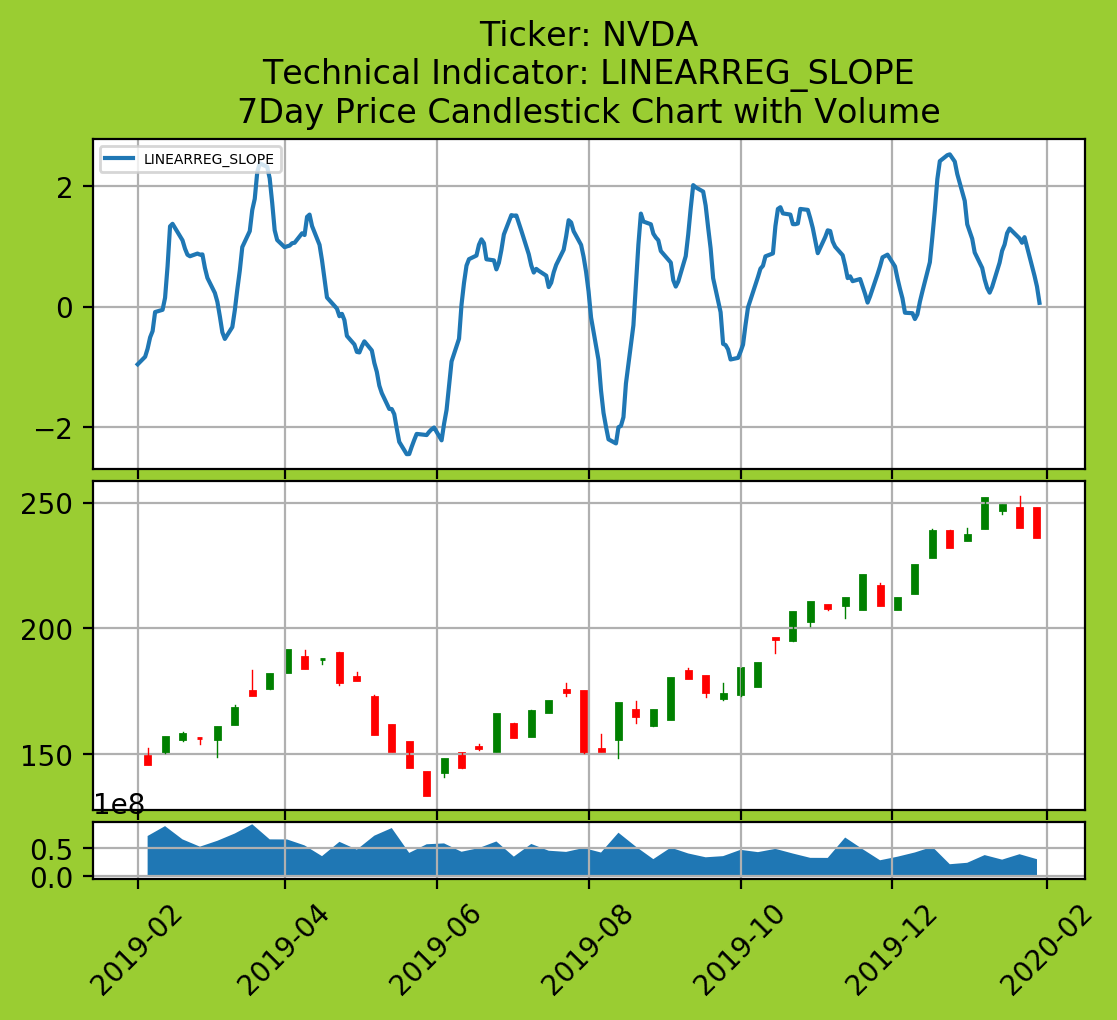 Ticker: NVDA
Technical Indicator: LINEARREG_SLOPE
7Day Price Candlestick Chart with Volume
LINEARREG_SLOPE
2
0
−2
250
200
150
1e8
0.5
0.0
2019-02 2019-04 2019-06 2019-08 2019-10 2019-12 2020-02